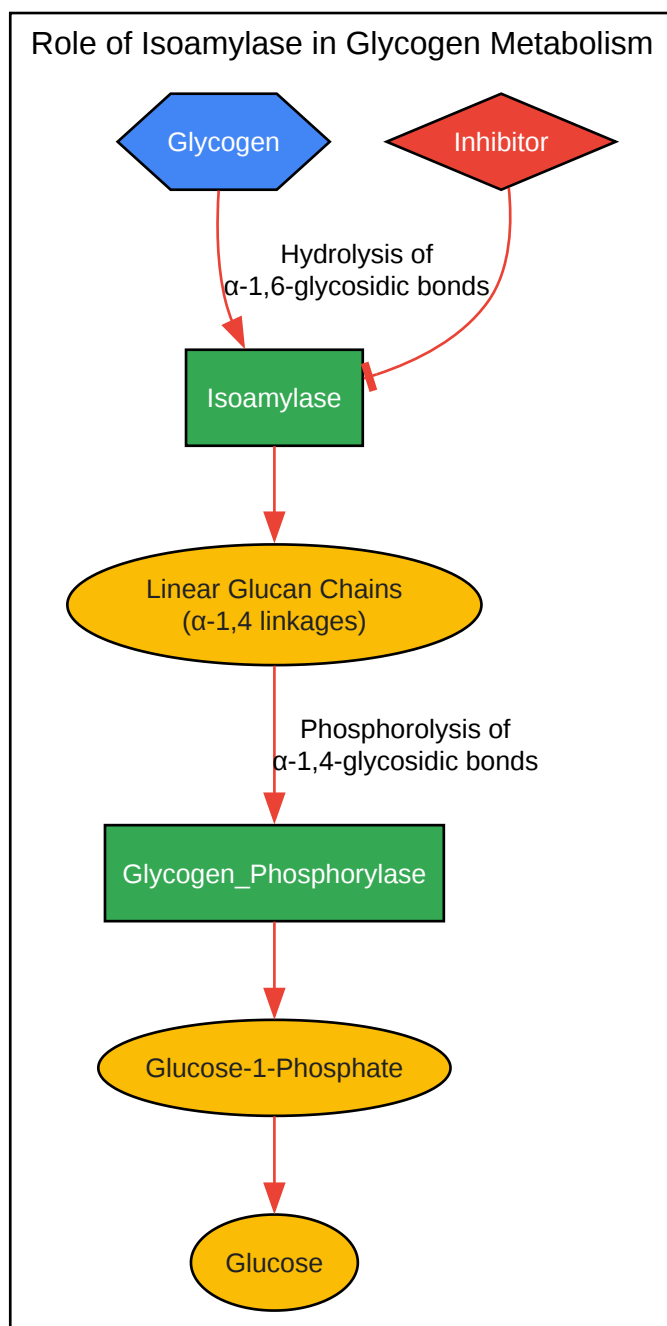 Role of Isoamylase in Glycogen Metabolism
Glycogen
Inhibitor
Hydrolysis of
α-1,6-glycosidic bonds
Isoamylase
Linear Glucan Chains
(α-1,4 linkages)
Phosphorolysis of
α-1,4-glycosidic bonds
Glycogen_Phosphorylase
Glucose-1-Phosphate
Glucose